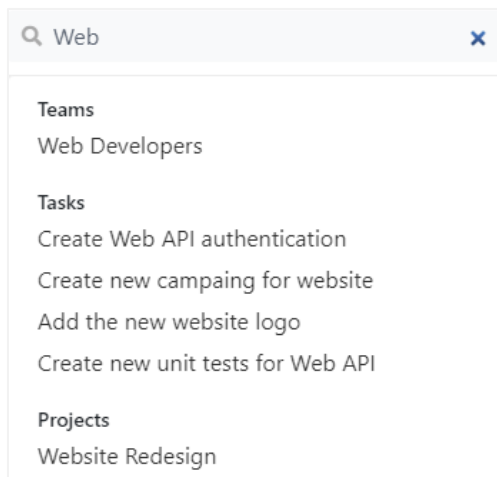 Web
Teams
Web Developers
Tasks
Create Web API authentication
Create new campaing for website
Add the new website logo
Create new unit tests for Web API
Projects
Website Redesign